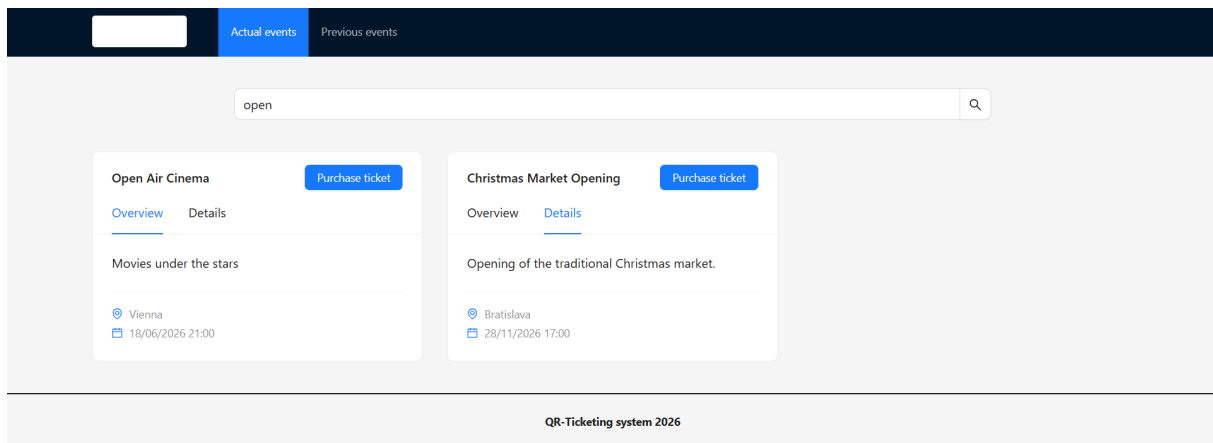 Actual events Previous events
open
Open Air Cinema Purchase ticket
Overview Details
Movies under the stars
Vienna
18/06/2026 21:00
Christmas Market Opening Purchase ticket
Overview Details
Opening of the traditional Christmas market.
Bratislava
28/11/2026 17:00
QR-Ticketing system 2026